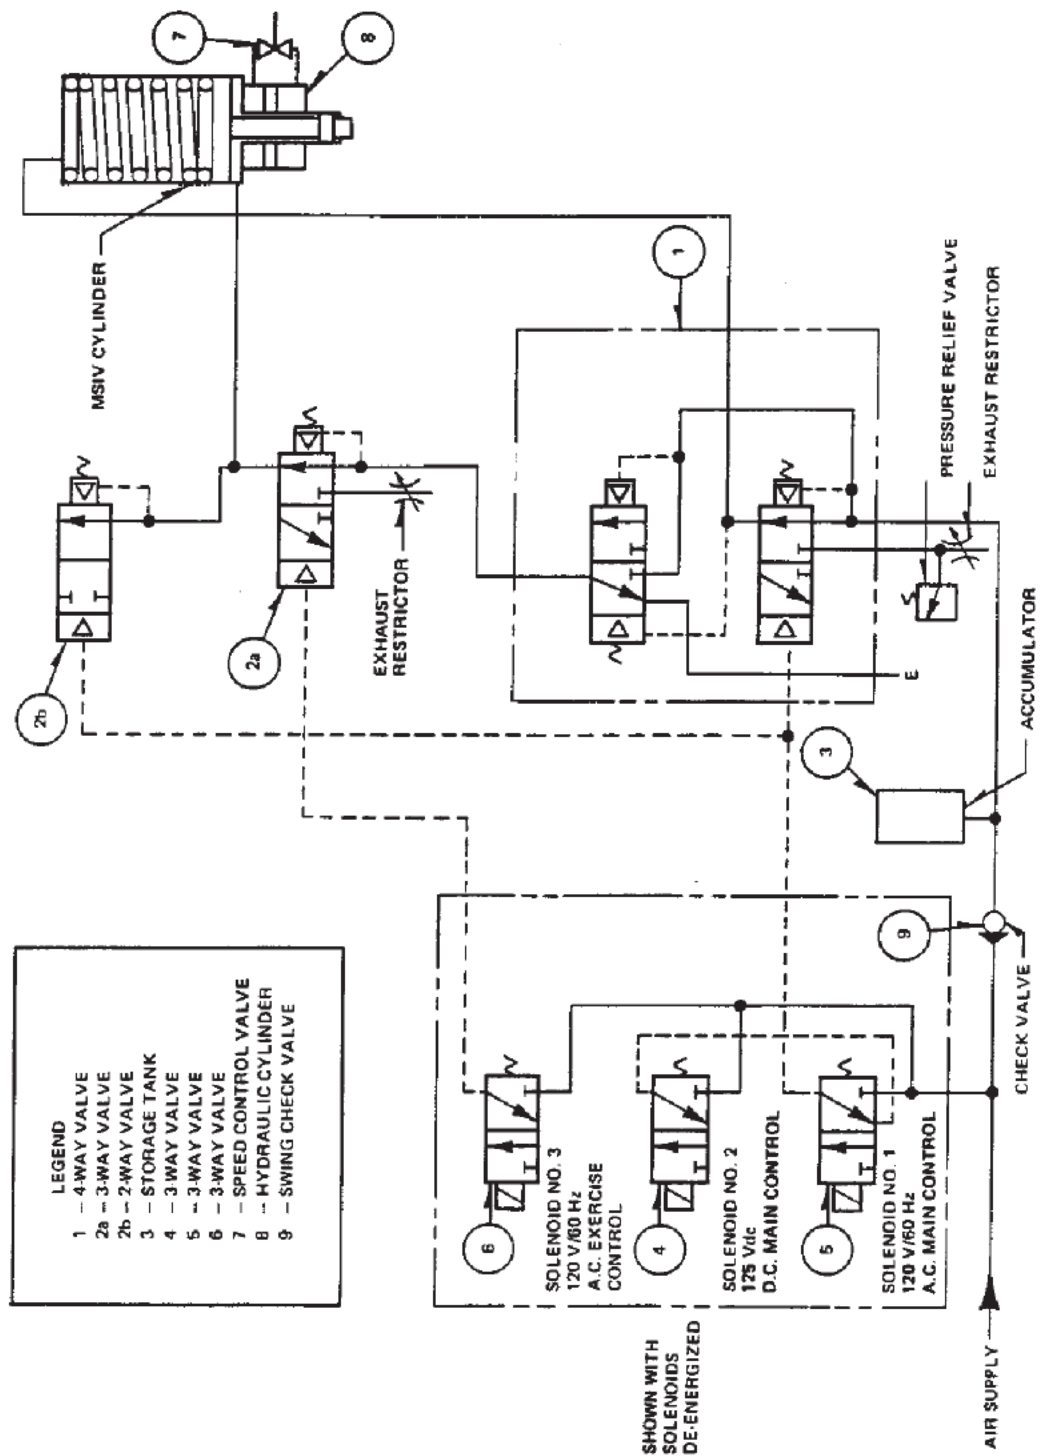 LEGEND
1 – 4-WAY VALVE
2a – 3-WAY VALVE
2b – 2-WAY VALVE
3 – STORAGE TANK
4 – 3-WAY VALVE
5 – 3-WAY VALVE
6 – 3-WAY VALVE
7 – SPEED CONTROL VALVE
8 – HYDRAULIC CYLINDER
9 – SWING CHECK VALVE
2b
MSIV CYLINDER
7
8
2a
EXHAUST
RESTRICTOR
1
6
SOLENOID NO. 3
120 V/60 Hz
A.C. EXERCISE
CONTROL
4
SOLENOID NO. 2
125 Vdc
D.C. MAIN CONTROL
5
SOLENOID NO. 1
120 V/60 Hz
A.C. MAIN CONTROL
SHOWN WITH
SOLENOIDS
DE-ENERGIZED
E
3
9
PRESSURE RELIEF VALVE
EXHAUST RESTRICTOR
ACCUMULATOR
CHECK VALVE
AIR SUPPLY